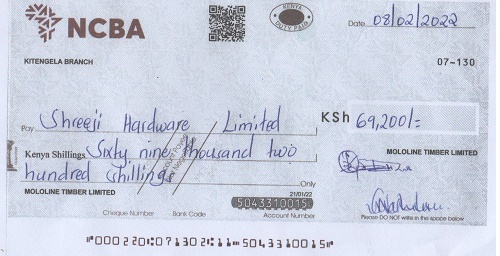 NCBA
KENYA
DUTY PAID
Date 08/02/2022
KITENGELA BRANCH
07-130
Pay Shreeji Hardware Limited
KSh 69,200/=
Kenya Shillings Sixty nine thousand two
hundred shillings Only
MOLOLINE TIMBER LIMITED
MOLOLINE TIMBER LIMITED
21/01/22
5043310015
Cheque Number Bank Code Account Number
Please DO NOT write in the space below
"000220:071302:11=5043310015"